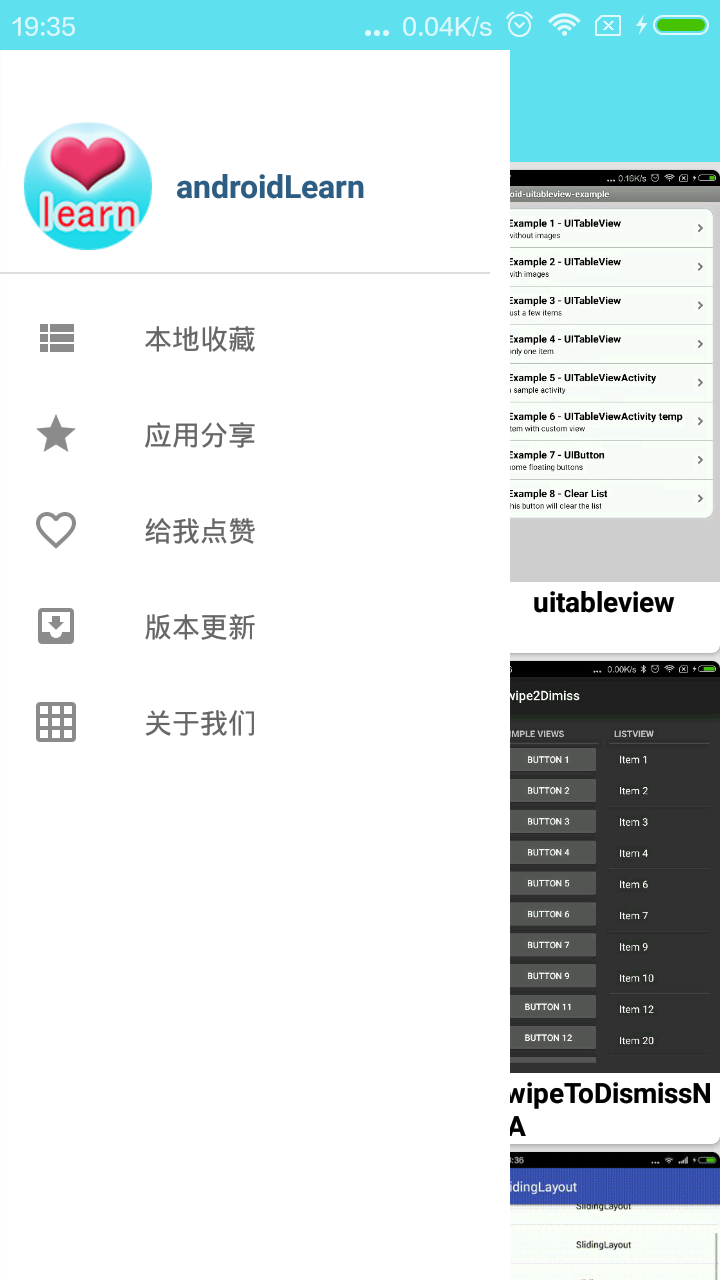 19:35
... 0.04K/s
learn
androidLearn
本地收藏
应用分享
给我点赞
版本更新
关于我们
... 0.16K/s
oid-uitableview-example
Example 1 - UITableView
without images
Example 2 - UITableView
with images
Example 3 - UITableView
just a few items
Example 4 - UITableView
only one item
Example 5 - UITableViewActivity
sample activity
Example 6 - UITableViewActivity temp
item with custom view
Example 7 - UIButton
some floating buttons
Example 8 - Clear List
this button will clear the list
uitableview
... 0.00K/s
wipe2Dimiss
IMPLE VIEWS
LISTVIEW
BUTTON 1
Item 1
BUTTON 2
Item 2
BUTTON 3
Item 3
BUTTON 4
Item 4
BUTTON 5
Item 6
BUTTON 6
Item 7
BUTTON 7
Item 9
BUTTON 9
Item 10
BUTTON 11
Item 12
BUTTON 12
Item 20
wipeToDismissN
A
:36
...
idingLayout
SlidingLayout
SlidingLayout